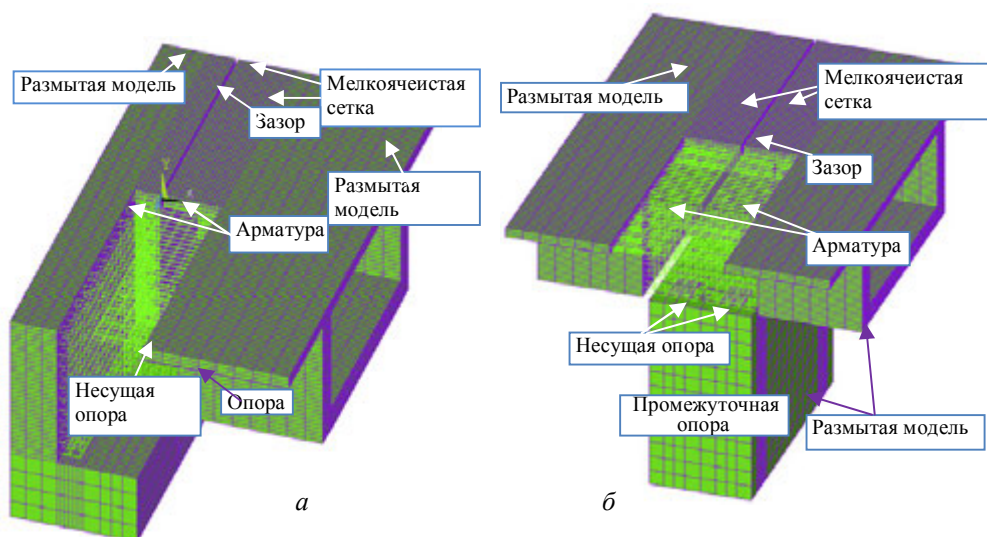 Размытая модель
Мелкоячеистая
сетка
Зазор
Размытая
модель
Арматура
Несущая
опора
Опора
а
Размытая модель
Мелкоячеистая
сетка
Зазор
Арматура
Несущая опора
Промежуточная
опора
Размытая модель
б